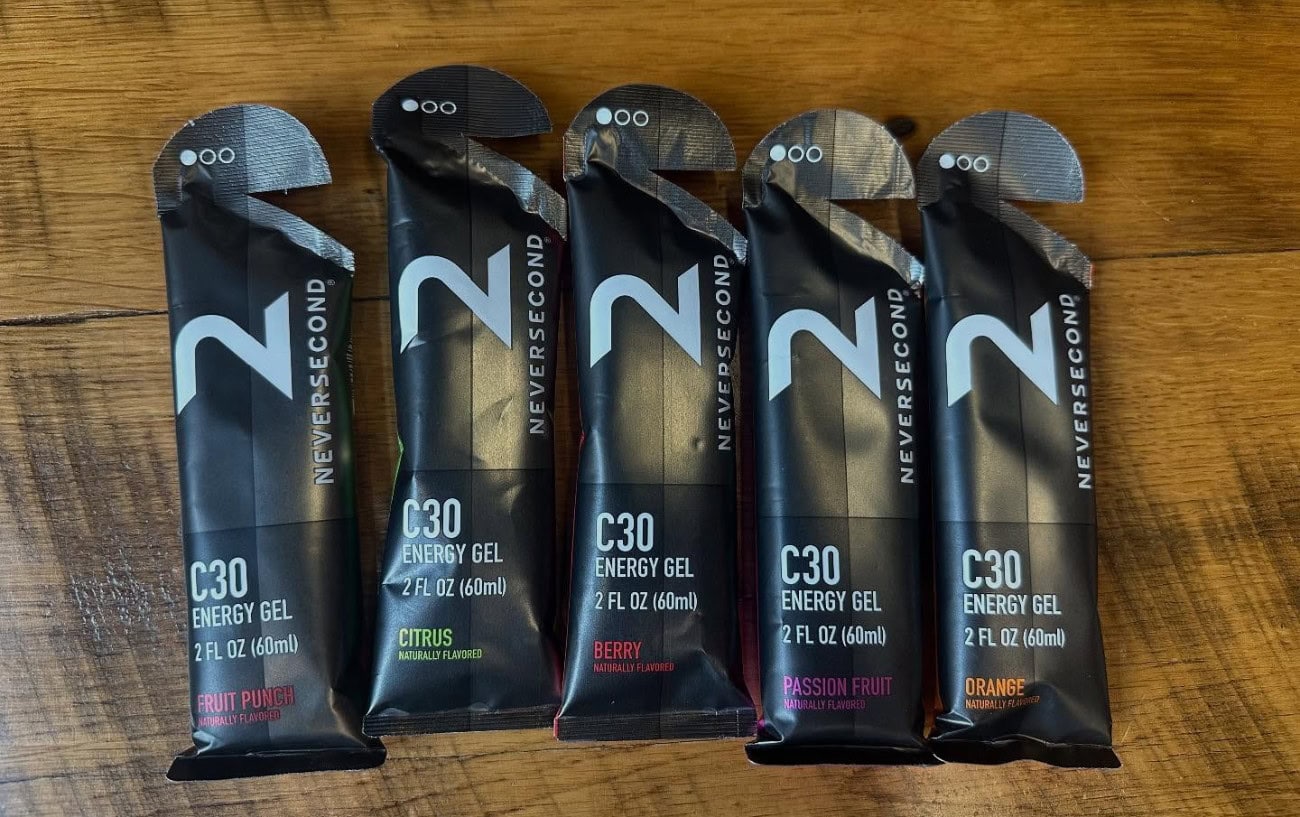 NEVERSECOND®
C30
ENERGY GEL
2 FL OZ (60ml)
FRUIT PUNCH
NATURALLY FLAVORED
NEVERSECOND®
C30
ENERGY GEL
2 FL OZ (60ml)
CITRUS
NATURALLY FLAVORED
NEVERSECOND®
C30
ENERGY GEL
2 FL OZ (60ml)
BERRY
NATURALLY FLAVORED
NEVERSECOND®
C30
ENERGY GEL
2 FL OZ (60ml)
PASSION FRUIT
NATURALLY FLAVORED
NEVERSECOND®
C30
ENERGY GEL
2 FL OZ (60ml)
ORANGE
NATURALLY FLAVORED